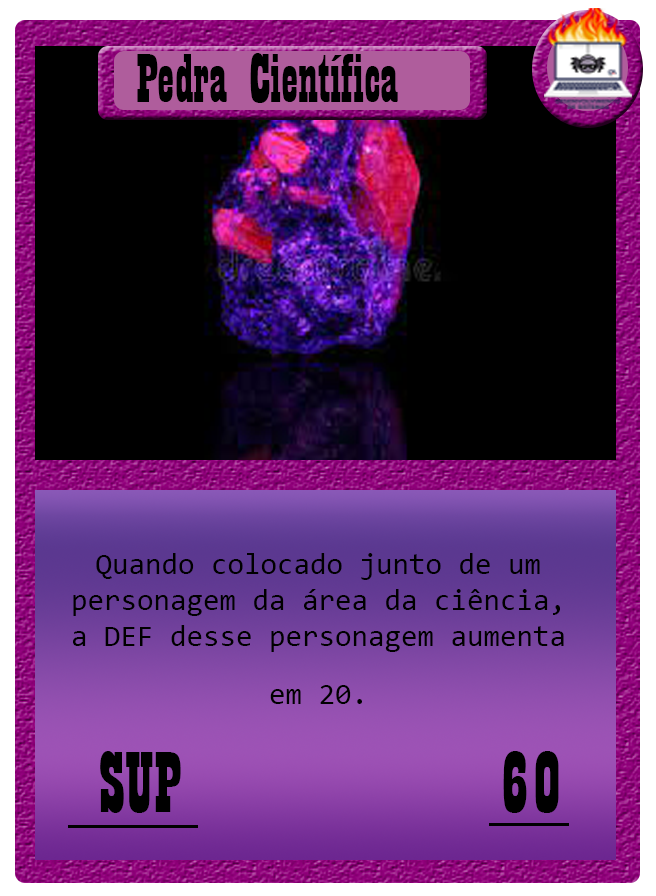 Pedra Científica
Quando colocado junto de um
personagem da área da ciência,
a DEF desse personagem aumenta
em 20.
SUP 60